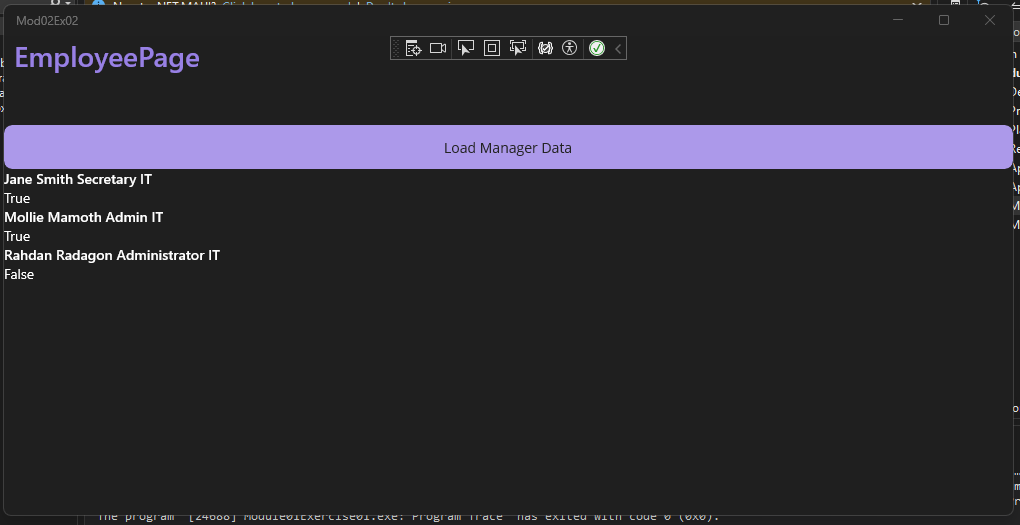 Mod02Ex02
EmployeePage
Load Manager Data
Jane Smith Secretary IT
True
Mollie Mamoth Admin IT
True
Rahdan Radagon Administrator IT
False
The program '[24688] Module01Exercise01.exe: Program Trace' has exited with code 0 (0x0).